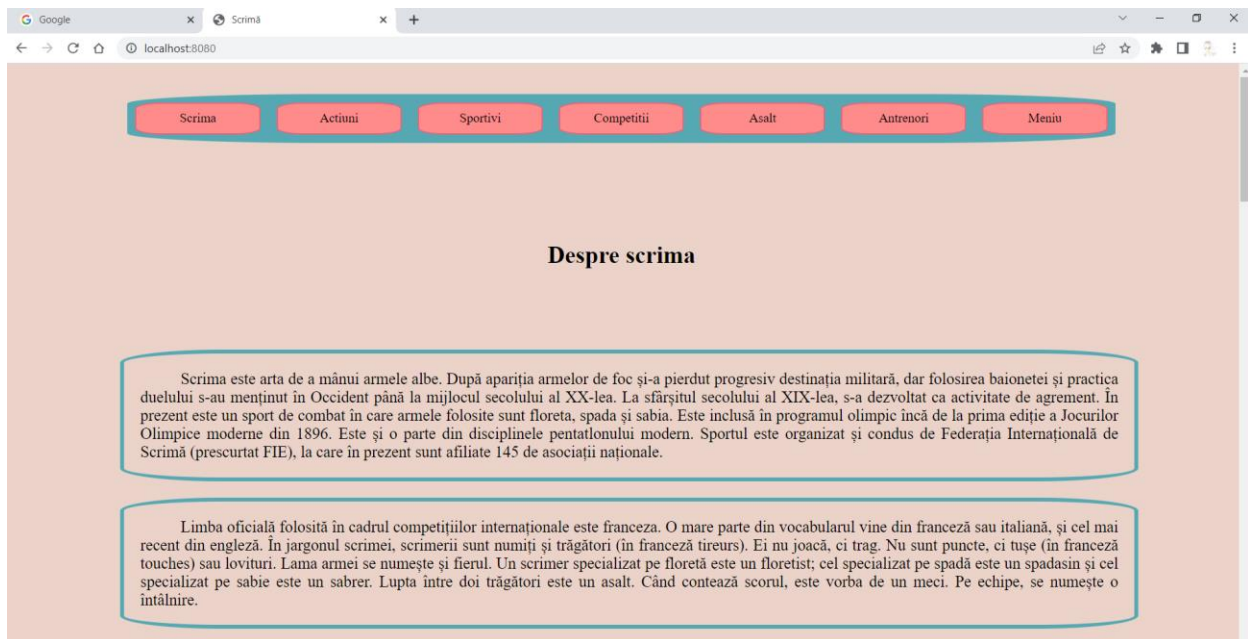 Google
Scrimă
localhost:8080
Scrima Actiuni Sportivi Competitii Asalt Antrenori Meniu
Despre scrima
Scrima este arta de a mânui armele albe. După apariția armelor de foc și-a pierdut progresiv destinația militară, dar folosirea baionetei și practica
duelului s-au menținut în Occident până la mijlocul secolului al XX-lea. La sfârșitul secolului al XIX-lea, s-a dezvoltat ca activitate de agrement. În
prezent este un sport de combat în care armele folosite sunt floreta, spada și sabia. Este inclusă în programul olimpic încă de la prima ediție a Jocurilor
Olimpice moderne din 1896. Este și o parte din disciplinele pentatlonului modern. Sportul este organizat și condus de Federația Internațională de
Scrimă (prescurtat FIE), la care în prezent sunt afiliate 145 de asociații naționale.
Limba oficială folosită în cadrul competițiilor internaționale este franceza. O mare parte din vocabularul vine din franceză sau italiană, și cel mai
recent din engleză. În jargonul scrimei, scrimerii sunt numiți și trăgători (în franceză tireurs). Ei nu joacă, ci trag. Nu sunt puncte, ci tușe (în franceză
touches) sau lovituri. Lama armei se numește și fierul. Un scrimer specializat pe floretă este un floretist; cel specializat pe spadă este un spadasin și cel
specializat pe sabie este un sabrer. Lupta între doi trăgători este un asalt. Când contează scorul, este vorba de un meci. Pe echipe, se numește o
întâlnire.